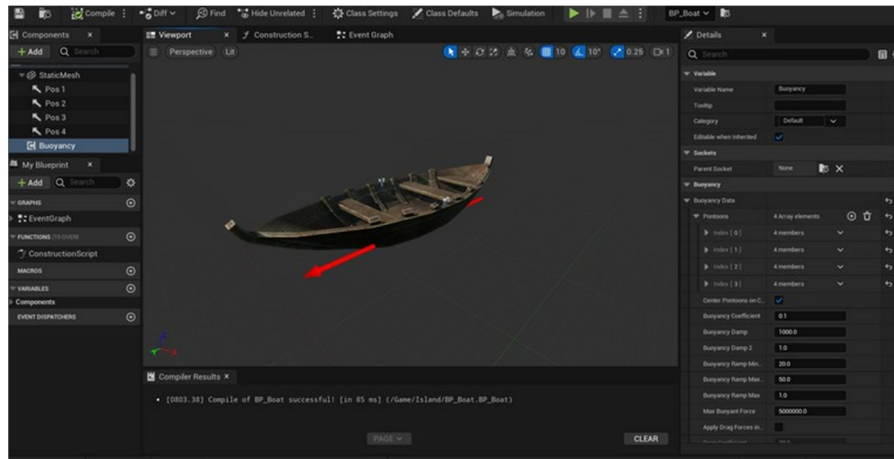 Compile
Diff
Find
Hide Unrelated
Class Settings
Class Defaults
Simulation
BP_Boat
Components
Viewport
Construction S...
Event Graph
Details
+ Add
Search
Perspective
Lit
10
10°
0.25
1
Search
StaticMesh
Pos 1
Pos 2
Pos 3
Pos 4
Buoyancy
Variable
Variable Name
Buoyancy
Tooltip
Category
Default
Editable when Inherited
Sockets
Parent Socket
None
My Blueprint
+ Add
Search
GRAPHS
EventGraph
FUNCTIONS
ConstructionScript
MACROS
VARIABLES
Components
EVENT DISPATCHERS
Buoyancy
Buoyancy Data
Pontoons
4 Array elements
Index [ 0 ]
4 members
Index [ 1 ]
4 members
Index [ 2 ]
4 members
Index [ 3 ]
4 members
Center Pontoons on C...
Buoyancy Coefficient
0.1
Buoyancy Damp
1000.0
Buoyancy Damp 2
1.0
Buoyancy Ramp Min...
20.0
Buoyancy Ramp Max...
50.0
Buoyancy Ramp Max
1.0
Max Buoyant Force
5000000.0
Apply Drag Forces in...
Compiler Results
[0803.38] Compile of BP_Boat successful! [in 85 ms] (/Game/Island/BP_Boat.BP_Boat)
PAGE
CLEAR